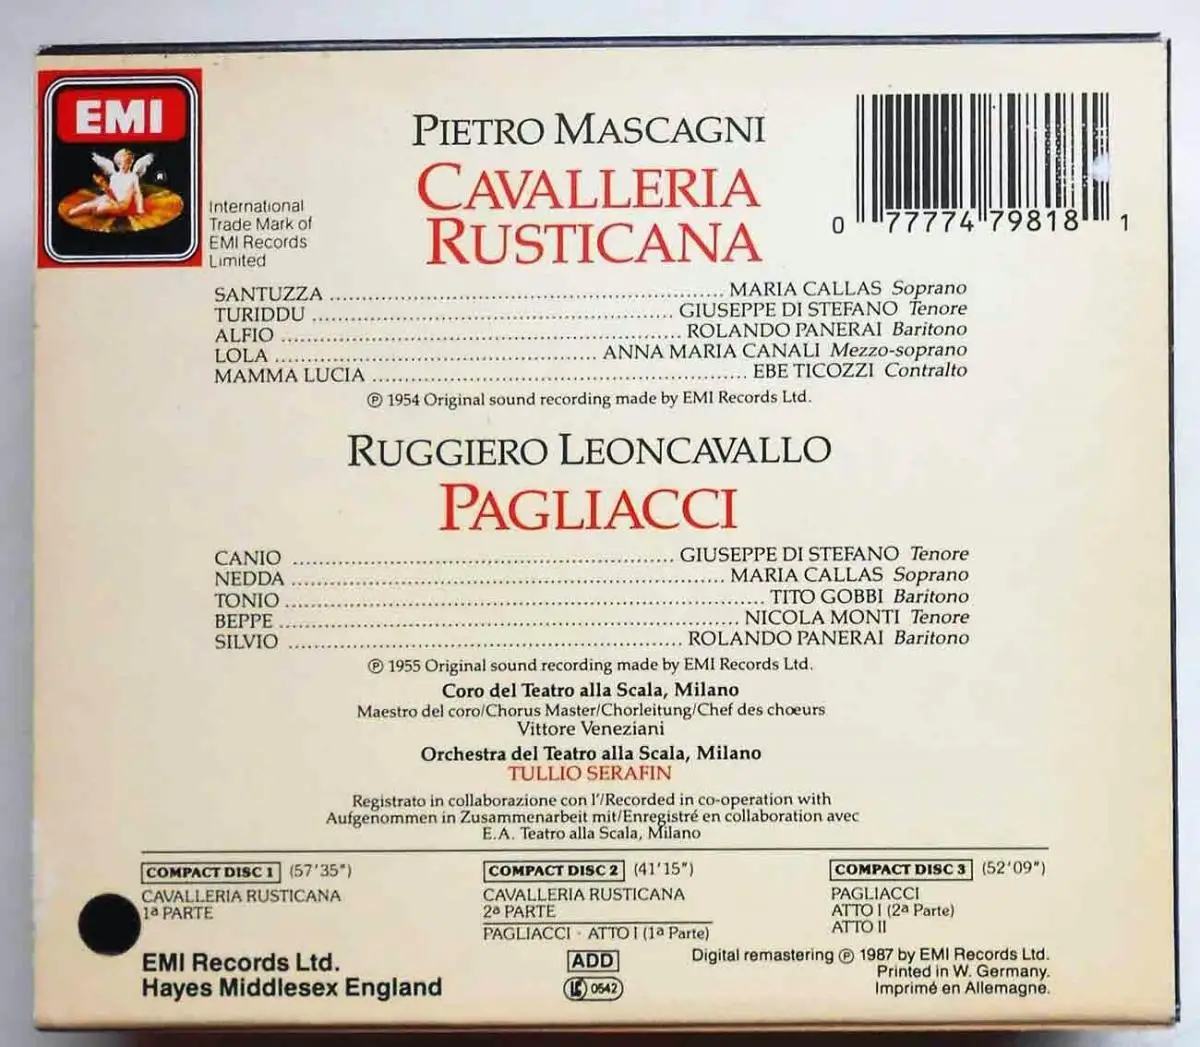 EMI
®
International
Trade Mark of
EMI Records
Limited
PIETRO MASCAGNI
CAVALLERIA
RUSTICANA
0 77774 79818 1
SANTUZZA ........ MARIA CALLAS Soprano
TURIDDU ........ GIUSEPPE DI STEFANO Tenore
ALFIO ........ ROLANDO PANERAI Baritono
LOLA ........ ANNA MARIA CANALI Mezzo-soprano
MAMMA LUCIA ........ EBE TICOZZI Contralto
℗ 1954 Original sound recording made by EMI Records Ltd.
RUGGIERO LEONCAVALLO
PAGLIACCI
CANIO ........ GIUSEPPE DI STEFANO Tenore
NEDDA ........ MARIA CALLAS Soprano
TONIO ........ TITO GOBBI Baritono
BEPPE ........ NICOLA MONTI Tenore
SILVIO ........ ROLANDO PANERAI Baritono
℗ 1955 Original sound recording made by EMI Records Ltd.
Coro del Teatro alla Scala, Milano
Maestro del coro/Chorus Master/Chorleitung/Chef des chœurs
Vittore Veneziani
Orchestra del Teatro alla Scala, Milano
TULLIO SERAFIN
Registrato in collaborazione con l'/Recorded in co-operation with
Aufgenommen in Zusammenarbeit mit/Enregistré en collaboration avec
E.A. Teatro alla Scala, Milano
COMPACT DISC 1 (57'35")
CAVALLERIA RUSTICANA
1ª PARTE
COMPACT DISC 2 (41'15")
CAVALLERIA RUSTICANA
2ª PARTE
PAGLIACCI · ATTO I (1ª Parte)
COMPACT DISC 3 (52'09")
PAGLIACCI
ATTO I (2ª Parte)
ATTO II
EMI Records Ltd.
Hayes Middlesex England
ADD
LC 0542
Digital remastering ℗ 1987 by EMI Records Ltd.
Printed in W. Germany.
Imprimé en Allemagne.